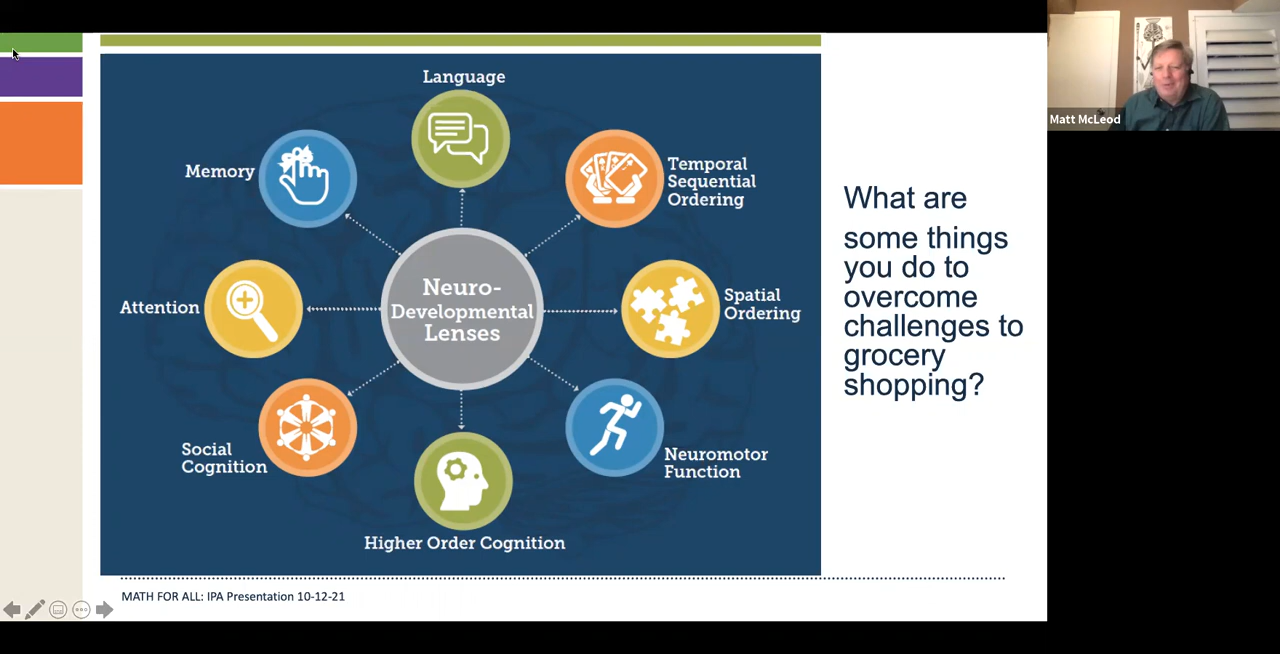 Language
Memory
Temporal
Sequential
Ordering
Neuro-
Developmental
Lenses
Attention
Spatial
Ordering
Social
Cognition
Neuromotor
Function
Higher Order Cognition
What are
some things
you do to
overcome
challenges to
grocery
shopping?
MATH FOR ALL: IPA Presentation 10-12-21
Matt McLeod